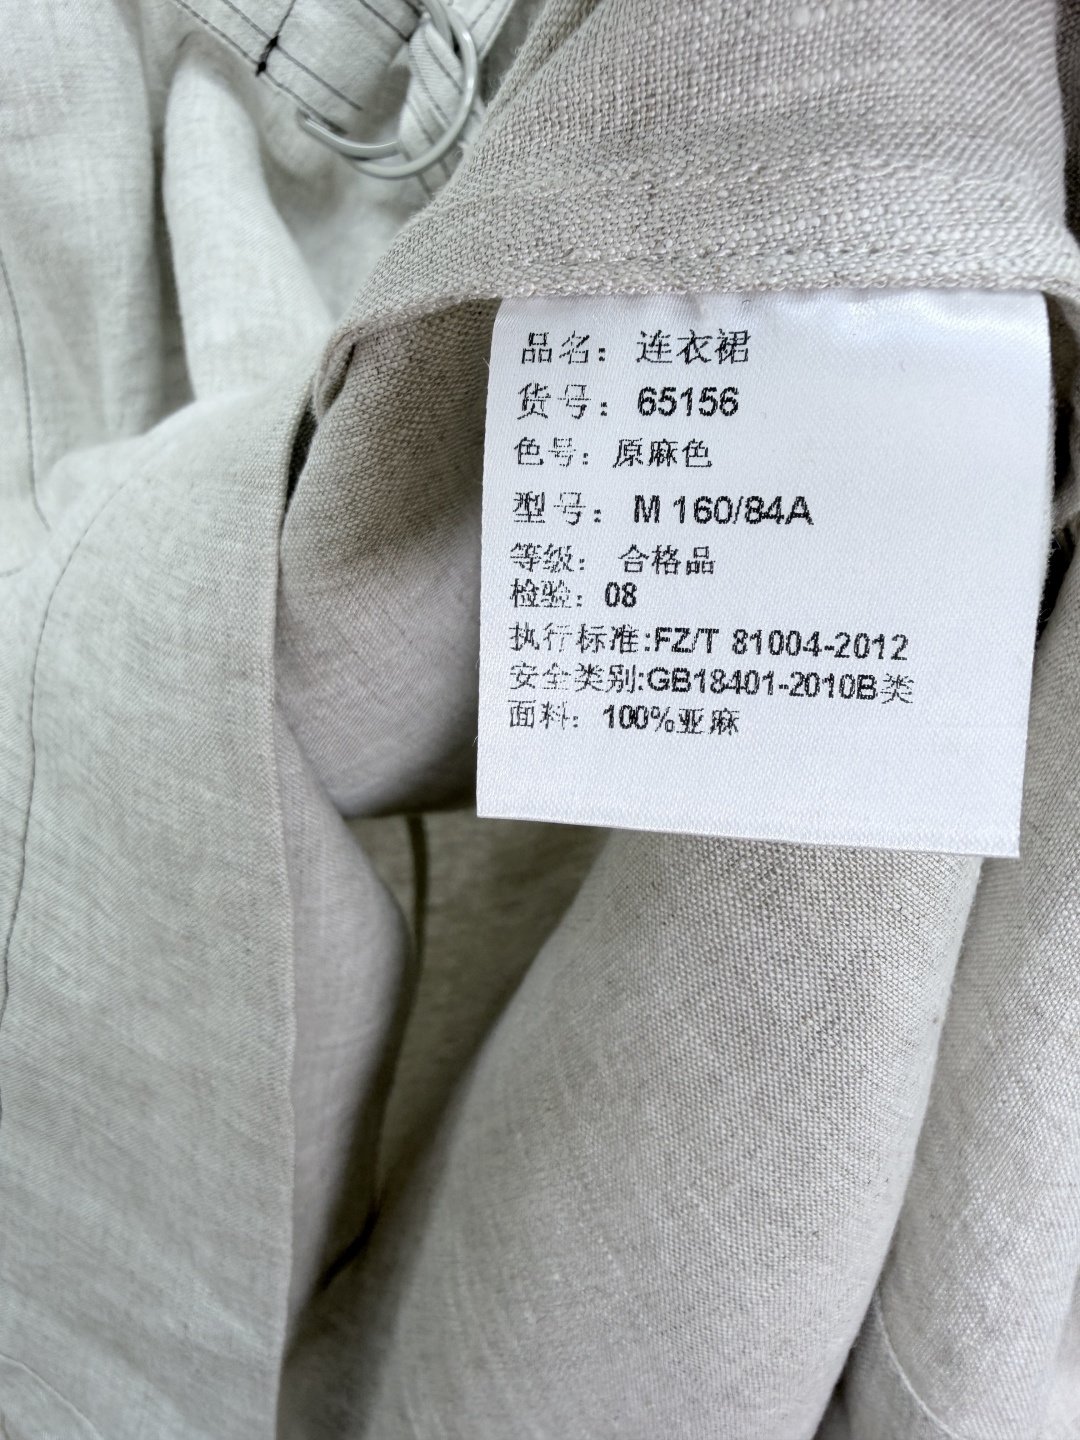 品名： 连衣裙
货号： 65156
色号： 原麻色
型号： M 160/84A
等级： 合格品
检验： 08
执行标准:FZ/T 81004-2012
安全类别:GB18401-2010B类
面料： 100%亚麻